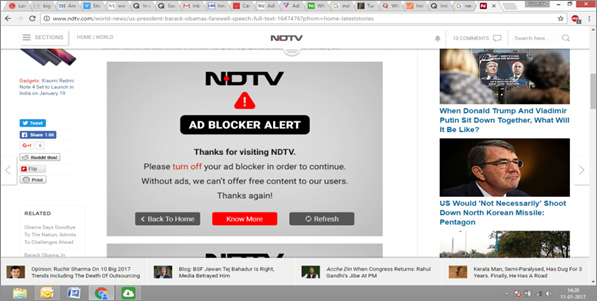 www.ndtv.com/world-news/us-president-barack-obamas-farewell-speech-full-text-1647476?pfrom=home-lateststories
SECTIONS
HOME | WORLD
NDTV
10 COMMENTS
Search here...
Gadgets: Xiaomi Redmi
Note 4 Set to Launch in
India on January 19
Tweet
Share 1.6K
Reddit this!
Flip
Print
RELATED
Obama Says Goodbye
To The Nation, Admits
To Challenges Ahead
Barack Obama, In
NDTV
AD BLOCKER ALERT
Thanks for visiting NDTV.
Please turn off your ad blocker in order to continue.
Without ads, we can't offer free content to our users.
Thanks again!
Back To Home
Know More
Refresh
When Donald Trump And Vladimir
Putin Sit Down Together, What Will
It Be Like?
US Would 'Not Necessarily' Shoot
Down North Korean Missile:
Pentagon
Opinion: Ruchir Sharma On 10 Big 2017
Trends Including The Death Of Outsourcing
Blog: BSF Jawan Tej Bahadur Is Right,
Media Betrayed Him
Acche Din When Congress Returns: Rahul
Gandhi's Jibe At PM
Kerala Man, Semi-Paralysed, Has Dug For 3
Years. Finally, He Has A Road
14:20
11-01-2017